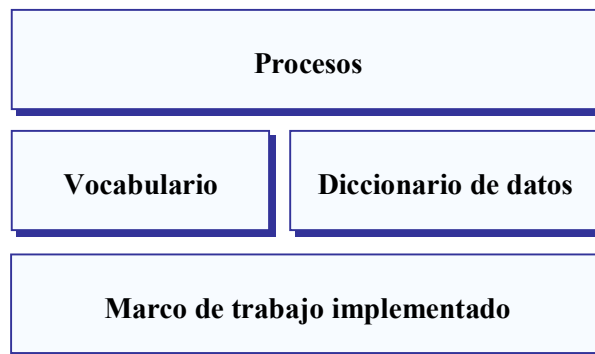 Procesos
Vocabulario
Diccionario de datos
Marco de trabajo implementado